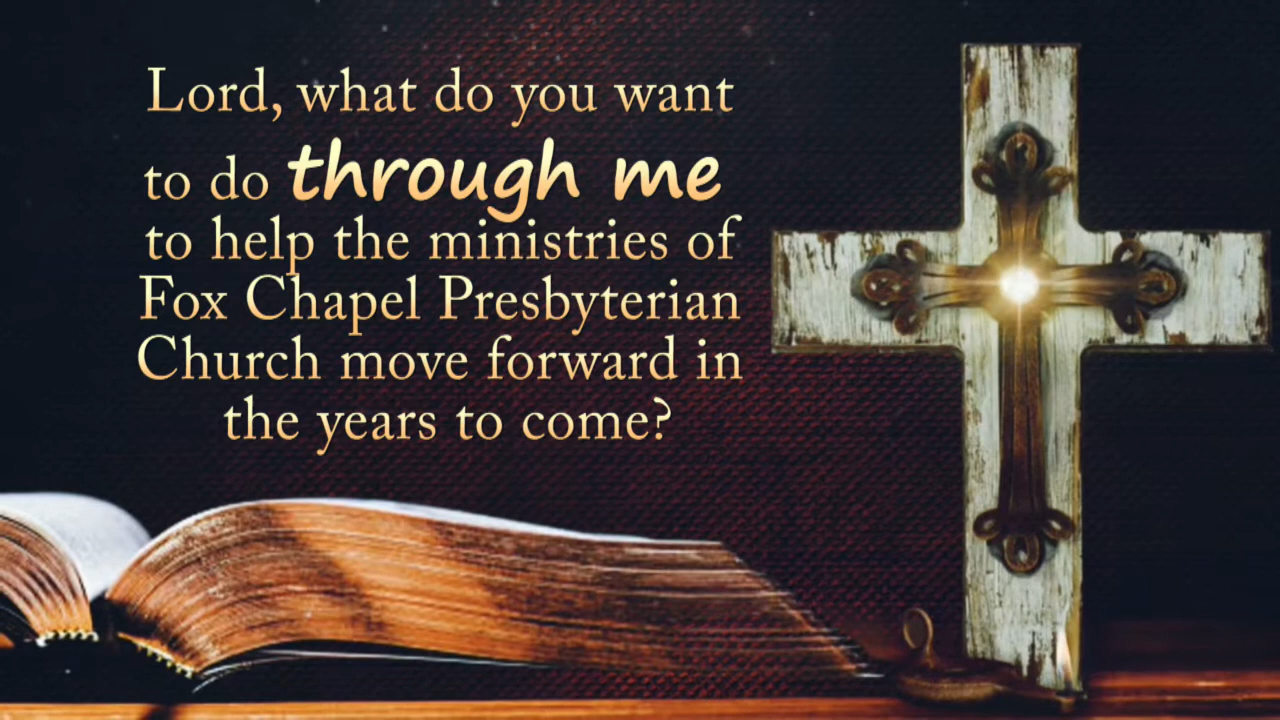 Lord, what do you want
to do through me
to help the ministries of
Fox Chapel Presbyterian
Church move forward in
the years to come?